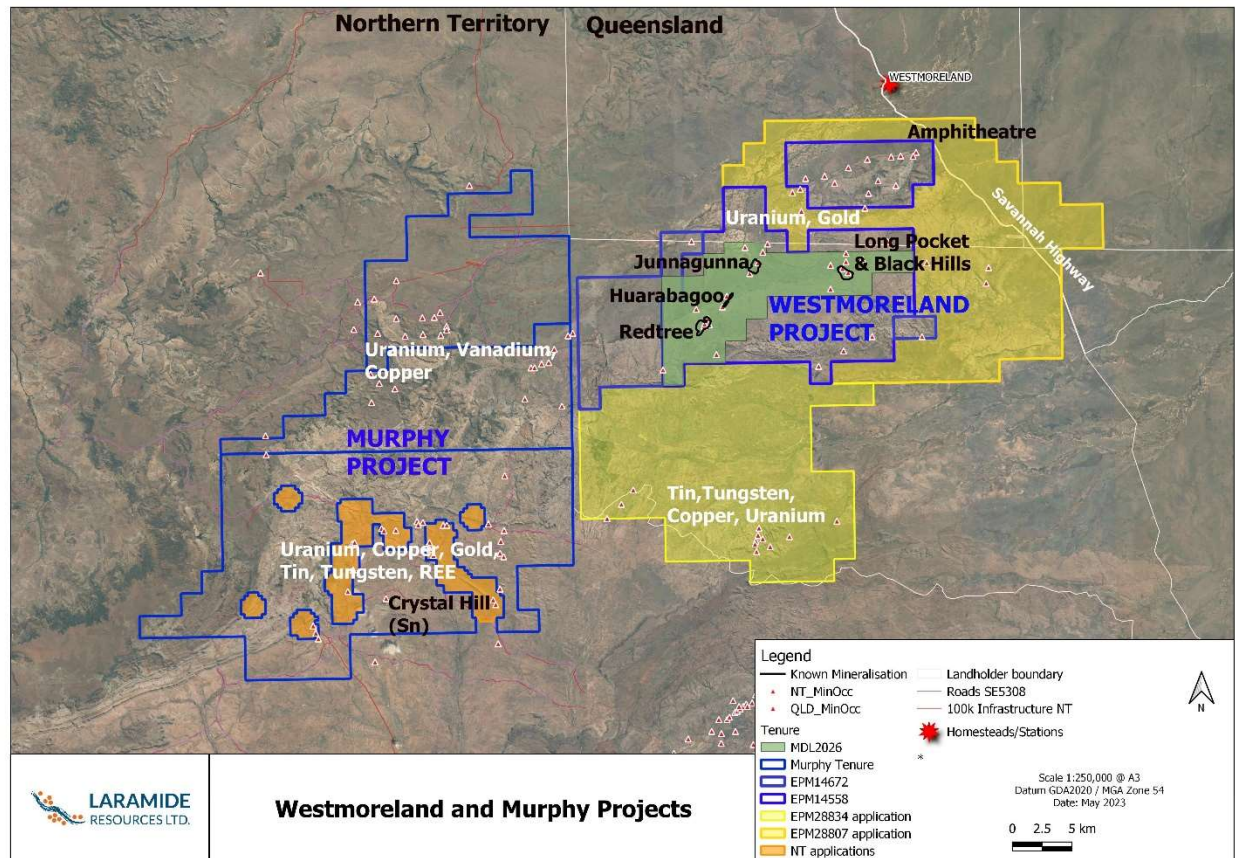 Northern Territory
Queensland
WESTMORELAND
Amphitheatre
Savannah Highway
Uranium, Gold
Long Pocket
& Black Hills
Junnagunna
Huarabagoo
WESTMORELAND
PROJECT
Redtree
Uranium, Vanadium,
Copper
MURPHY
PROJECT
Tin,Tungsten,
Copper, Uranium
Uranium, Copper, Gold,
Tin, Tungsten, REE
Crystal Hill
(Sn)
Legend
Known Mineralisation
NT_MinOcc
QLD_MinOcc
Tenure
MDL2026
Murphy Tenure
EPM14672
EPM14558
EPM28834 application
EPM28807 application
NT applications
Landholder boundary
Roads SE5308
100k Infrastructure NT
Homesteads/Stations
*
N
Scale 1:250,000 @ A3
Datum GDA2020 / MGA Zone 54
Date: May 2023
0 2.5 5 km
LARAMIDE
RESOURCES LTD.
Westmoreland and Murphy Projects